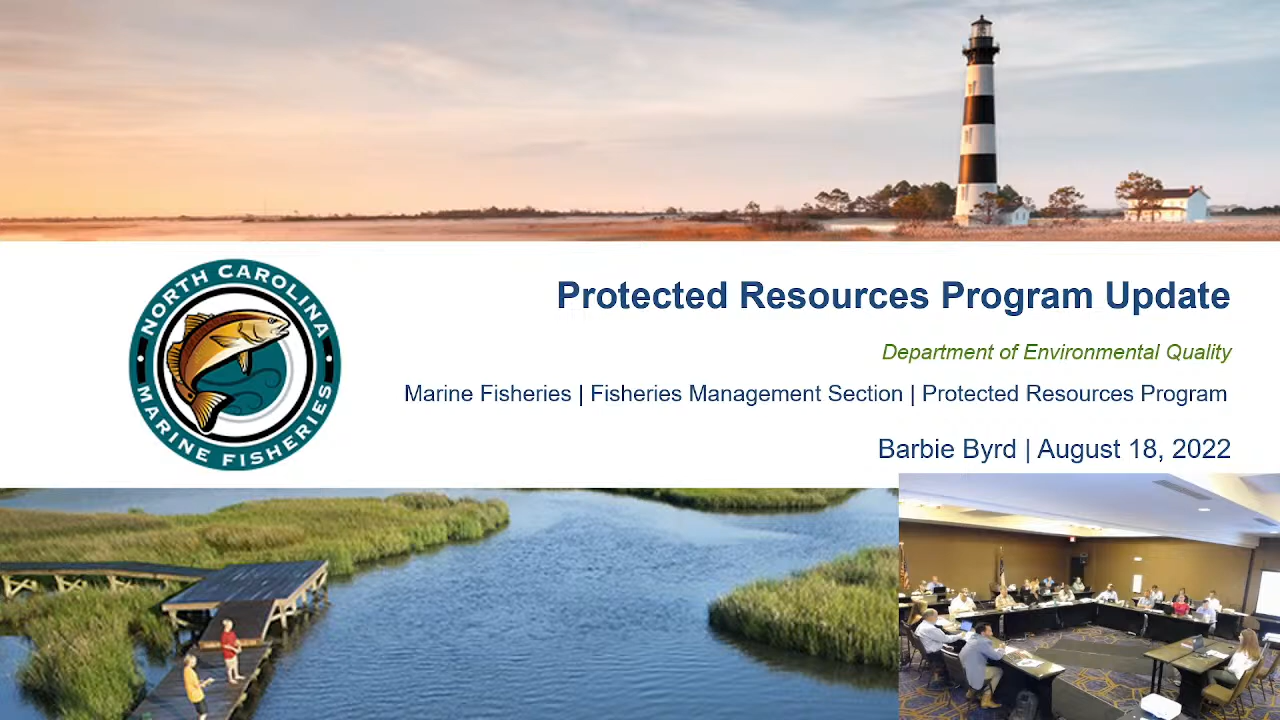 NORTH CAROLINA
MARINE FISHERIES
Protected Resources Program Update
Department of Environmental Quality
Marine Fisheries | Fisheries Management Section | Protected Resources Program
Barbie Byrd | August 18, 2022